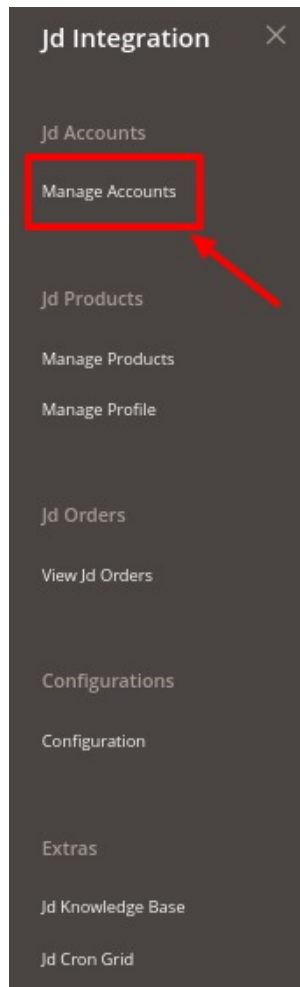 Jd Integration
Jd Accounts
Manage Accounts
Jd Products
Manage Products
Manage Profile
Jd Orders
View Jd Orders
Configurations
Configuration
Extras
Jd Knowledge Base
Jd Cron Grid